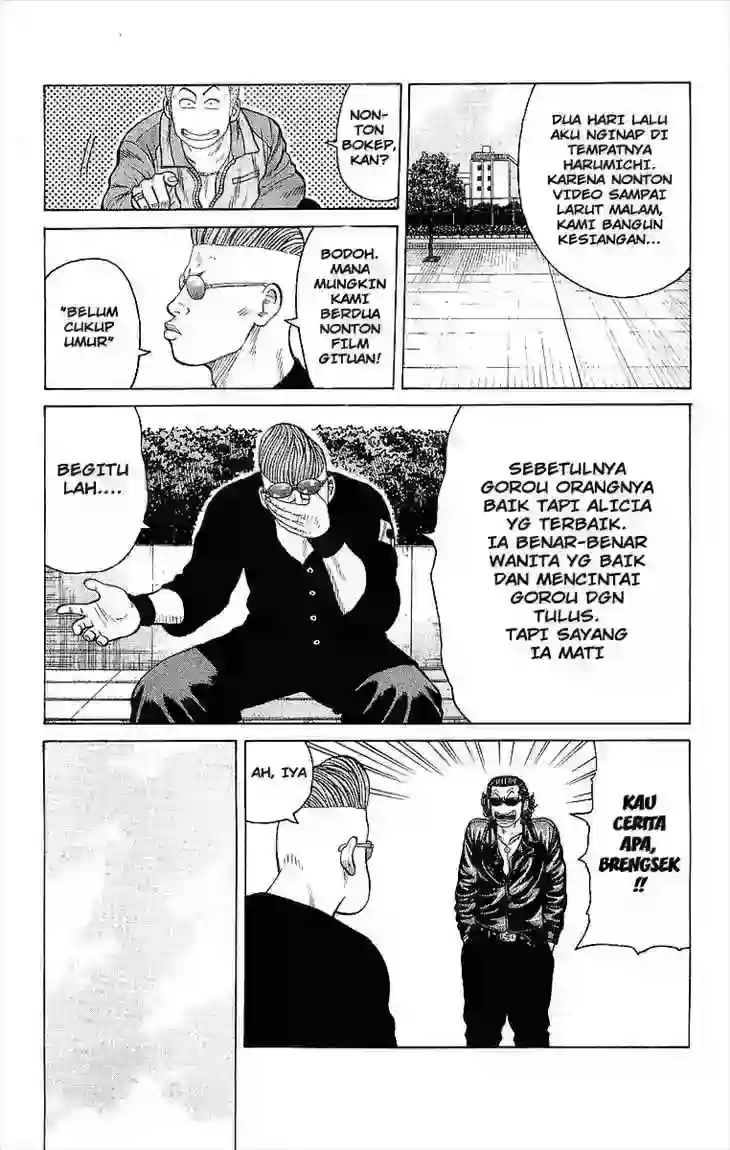 DUA HARI LALU
AKU NGINAP DI
TEMPATNYA
HARUMICHI.
KARENA NONTON
VIDEO SAMPAI
LARUT MALAM,
KAMI BANGUN
KESIANGAN...
NON-
TON
BOKEP,
KAN?
BODOH.
MANA
MUNGKIN
KAMI
BERDUA
NONTON
FILM
GITUAN!
"BELUM
CUKUP
UMUR"
SEBETULNYA
GOROU ORANGNYA
BAIK TAPI ALICIA
YG TERBAIK.
IA BENAR-BENAR
WANITA YG BAIK
DAN MENCINTAI
GOROU DGN
TULUS.
TAPI SAYANG
IA MATI
BEGITU
LAH....
KAU
CERITA
APA,
BRENGSEK
!!
AH, IYA